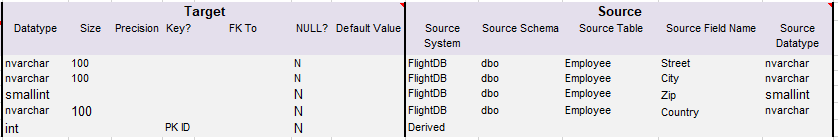 Target Source
Datatype Size Precision Key? FK To NULL? Default Value Source System Source Schema Source Table Source Field Name Source Datatype
nvarchar 100 N FlightDB dbo Employee Street nvarchar
nvarchar 100 N FlightDB dbo Employee City nvarchar
smallint N FlightDB dbo Employee Zip smallint
nvarchar 100 N FlightDB dbo Employee Country nvarchar
int PK ID N Derived